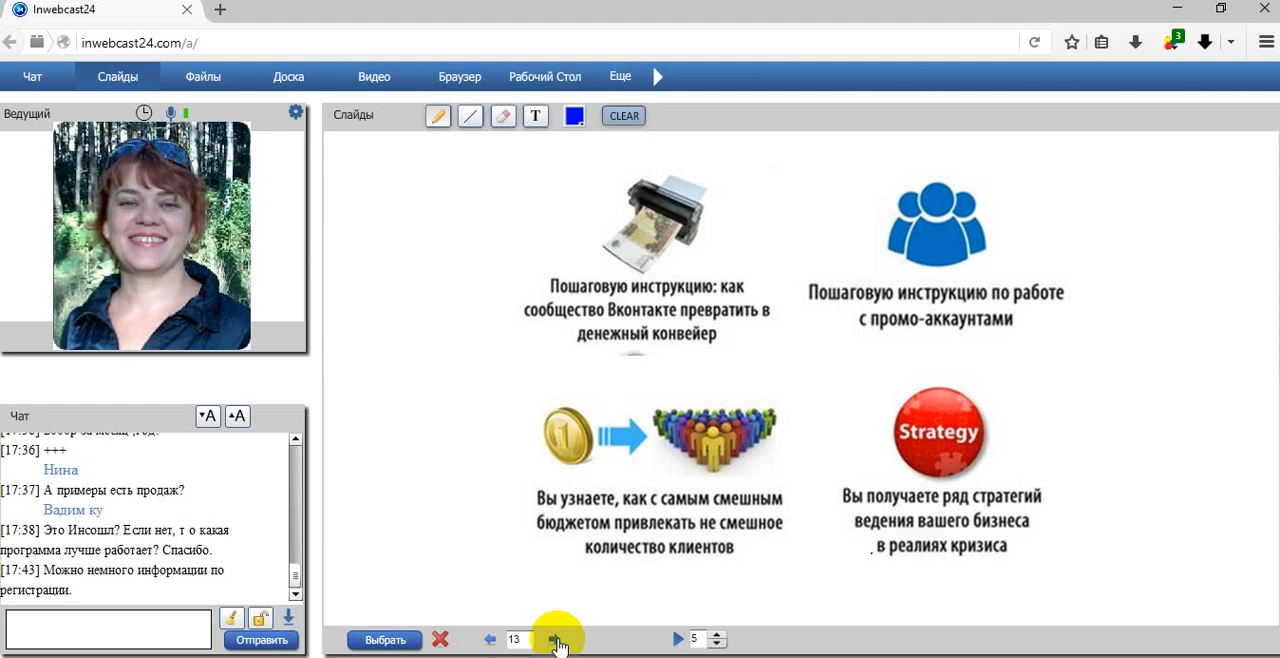 Inwebcast24
inwebcast24.com/a/
3
Чат
Слайды
Файлы
Доска
Видео
Браузер
Рабочий Стол
Еще
Ведущий
Слайды
T
CLEAR
Пошаговую инструкцию: как
сообщество Вконтакте превратить в
денежный конвейер
Пошаговую инструкцию по работе
с промо-аккаунтами
1
Вы узнаете, как с самым смешным
бюджетом привлекать не смешное
количество клиентов
Strategy
Вы получаете ряд стратегий
ведения вашего бизнеса
в реалиях кризиса
Чат
▾A
▴A
[17:36] +++
Нина
[17:37] А примеры есть продаж?
Вадим ку
[17:38] Это Инсошл? Если нет, т о какая
программа лучше работает? Спасибо.
[17:43] Можно немного информации по
регистрации.
Отправить
Выбрать
13
5